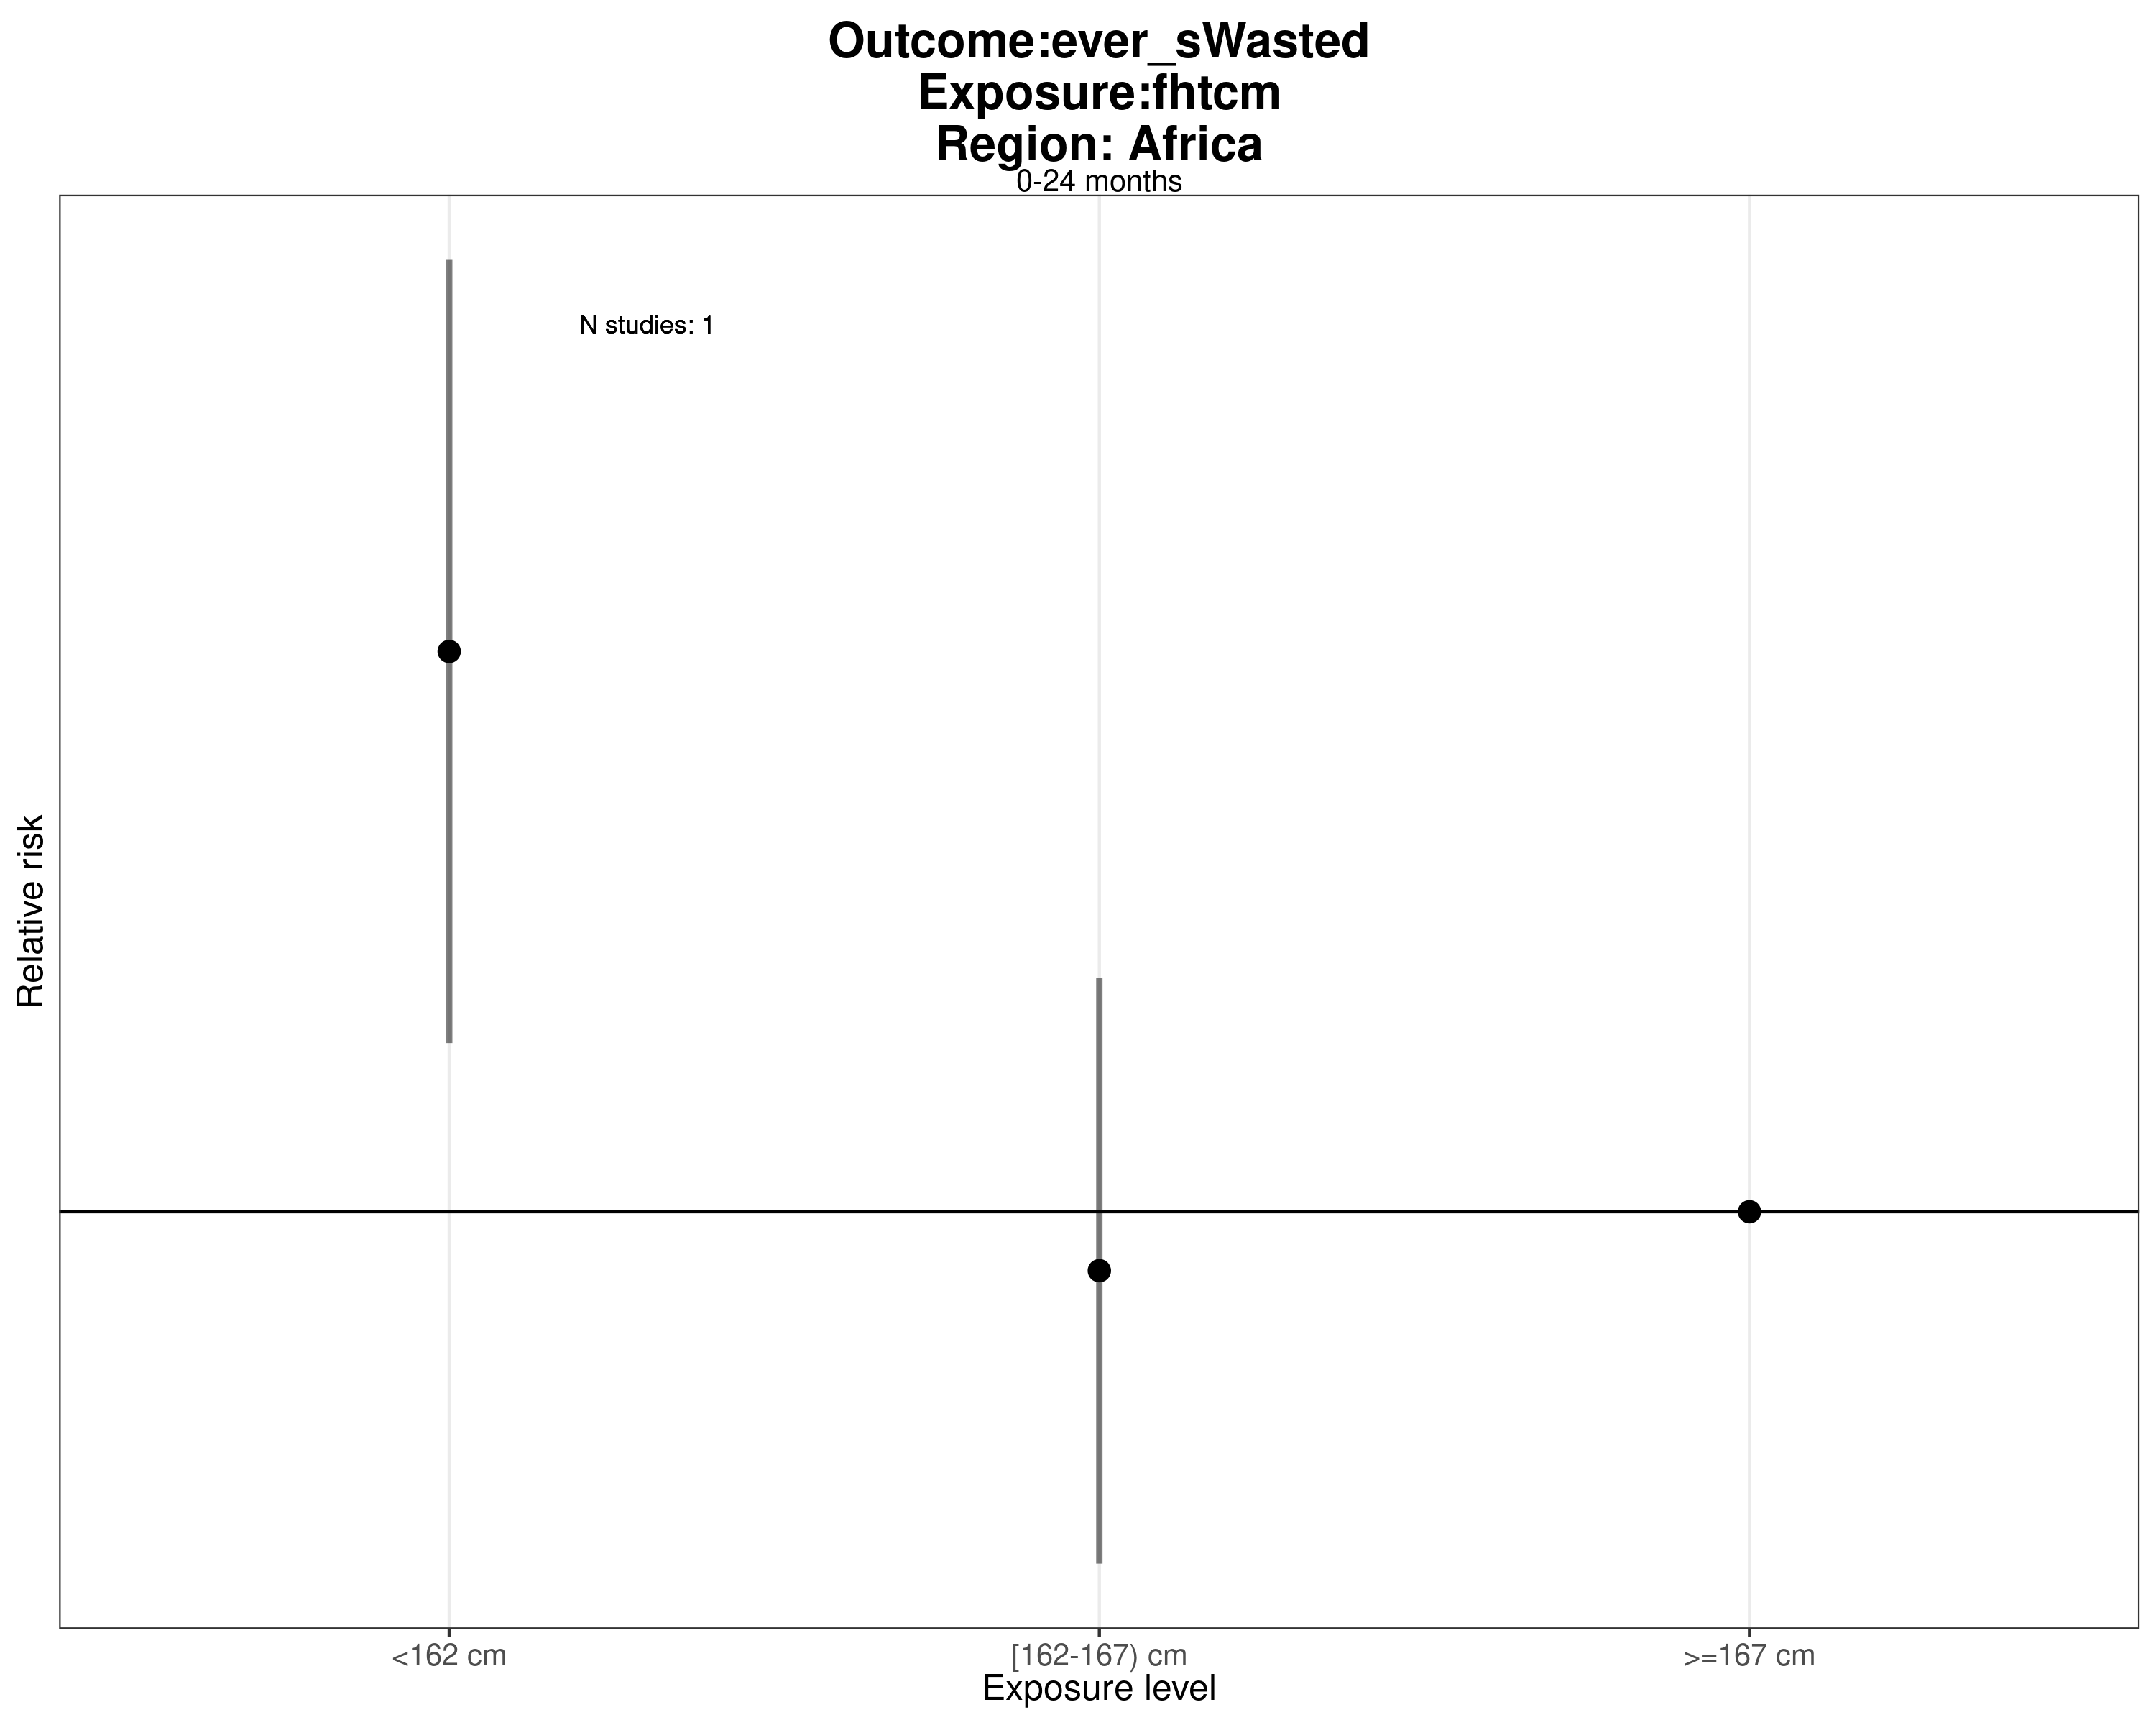 Outcome:ever_sWasted
Exposure:fhtcm
Region: Africa
0-24 months
N studies: 1
Relative risk
<162 cm
[162-167) cm
>=167 cm
Exposure level